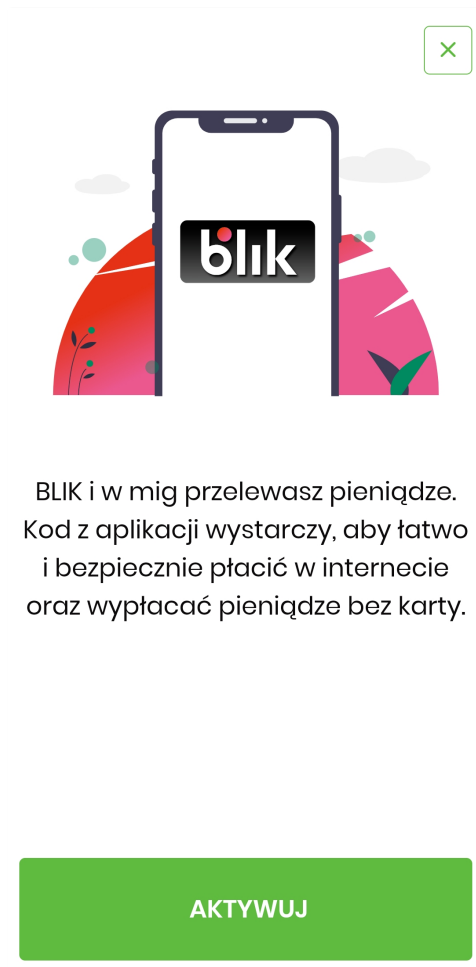 blik
BLIK i w mig przelewasz pieniądze.
Kod z aplikacji wystarczy, aby łatwo
i bezpiecznie płacić w internecie
oraz wypłacać pieniądze bez karty.
AKTYWUJ